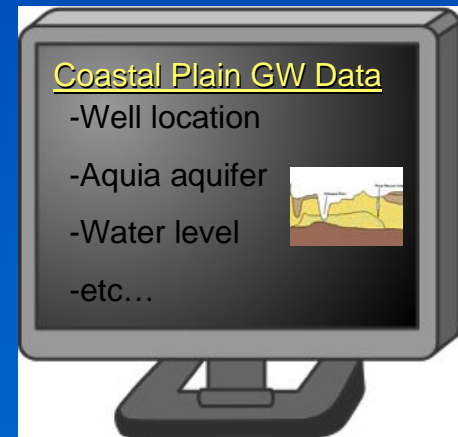 Coastal Plain GW Data
-Well location
-Aquia aquifer
-Water level
-etc…